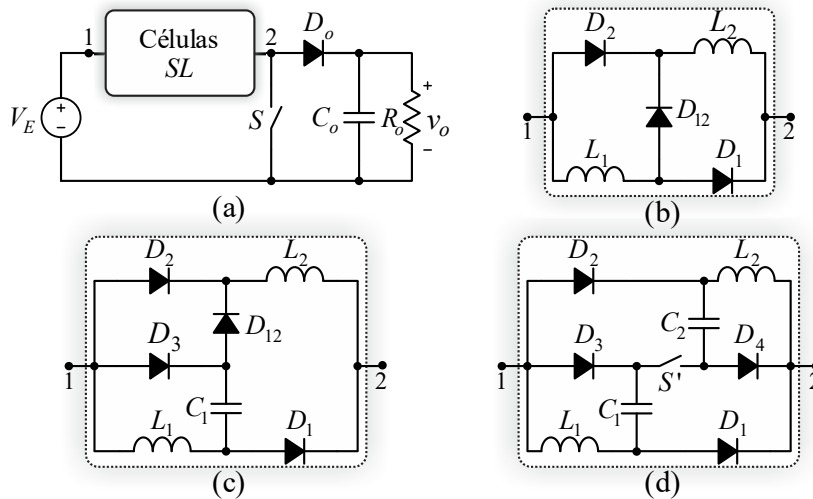 1
Células
SL
2
D_o
V_E
+
−
S
C_o
R_o
+
v_o
−
(a)
D_2
L_2
1
D_12
2
L_1
D_1
(b)
D_2
L_2
D_3
D_12
1
2
C_1
L_1
D_1
(c)
D_2
L_2
C_2
D_3
D_4
1
S'
2
C_1
L_1
D_1
(d)